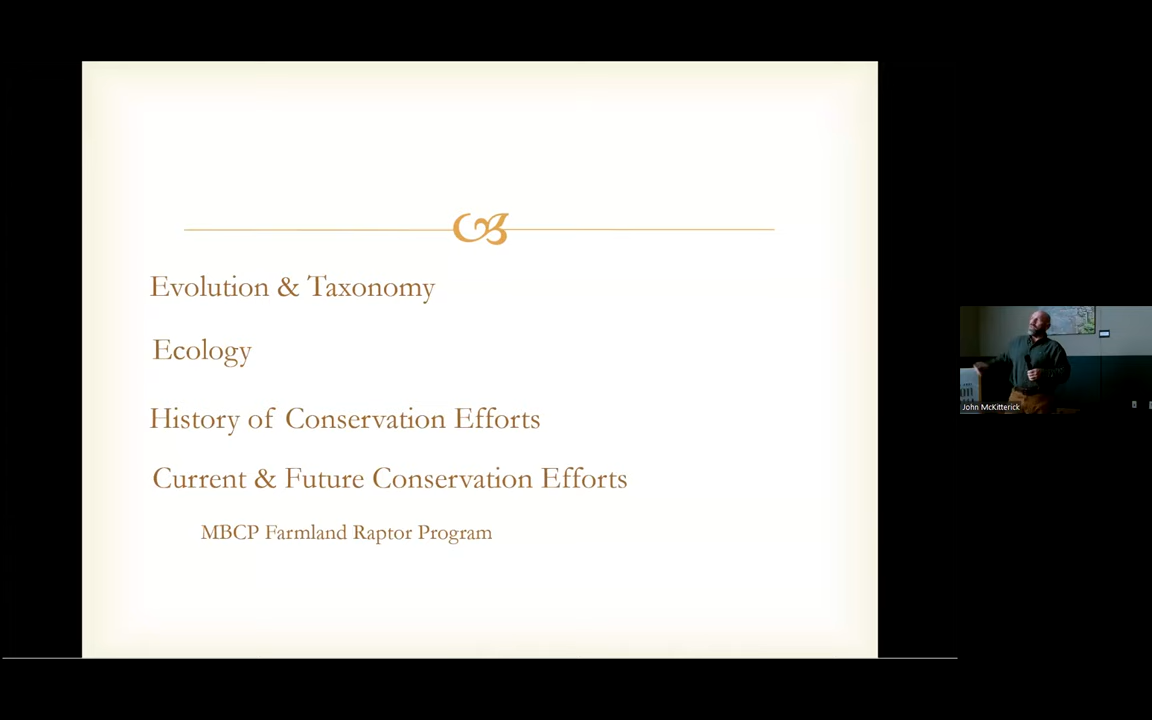 Evolution & Taxonomy
Ecology
History of Conservation Efforts
Current & Future Conservation Efforts
MBCP Farmland Raptor Program
John McKitterick